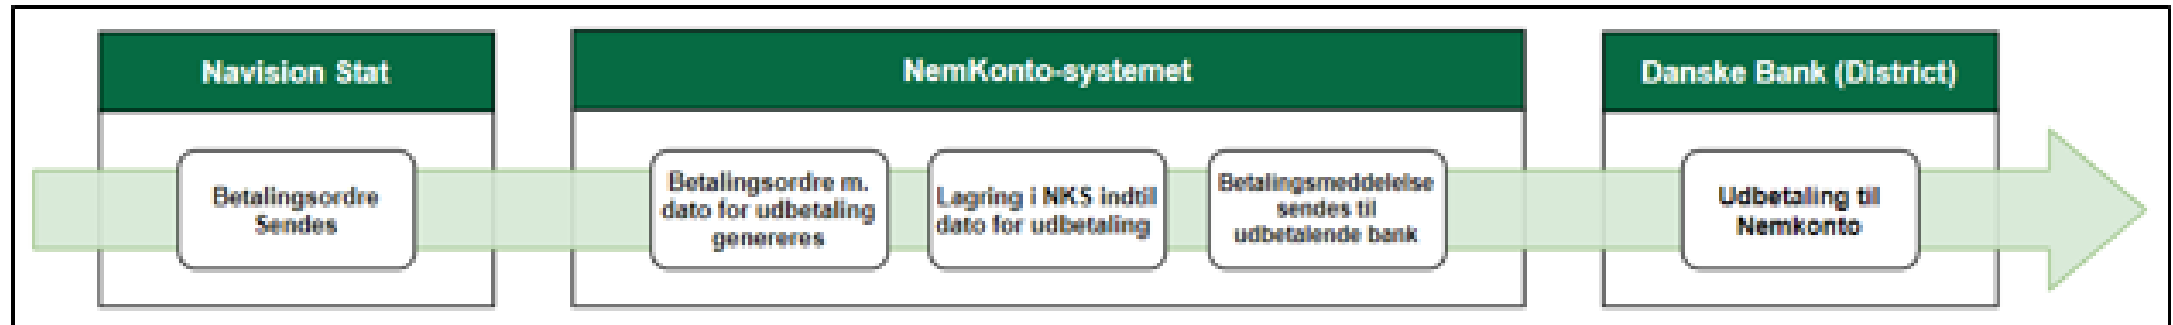 Navision Stat
NemKonto-systemet
Danske Bank (District)
Betalingsordre
Sendes
Betalingsordre m.
dato for udbetaling
genereres
Lagring i NKS indtil
dato for udbetaling
Betalingsmeddelelse
sendes til
udbetalende bank
Udbetaling til
Nemkonto